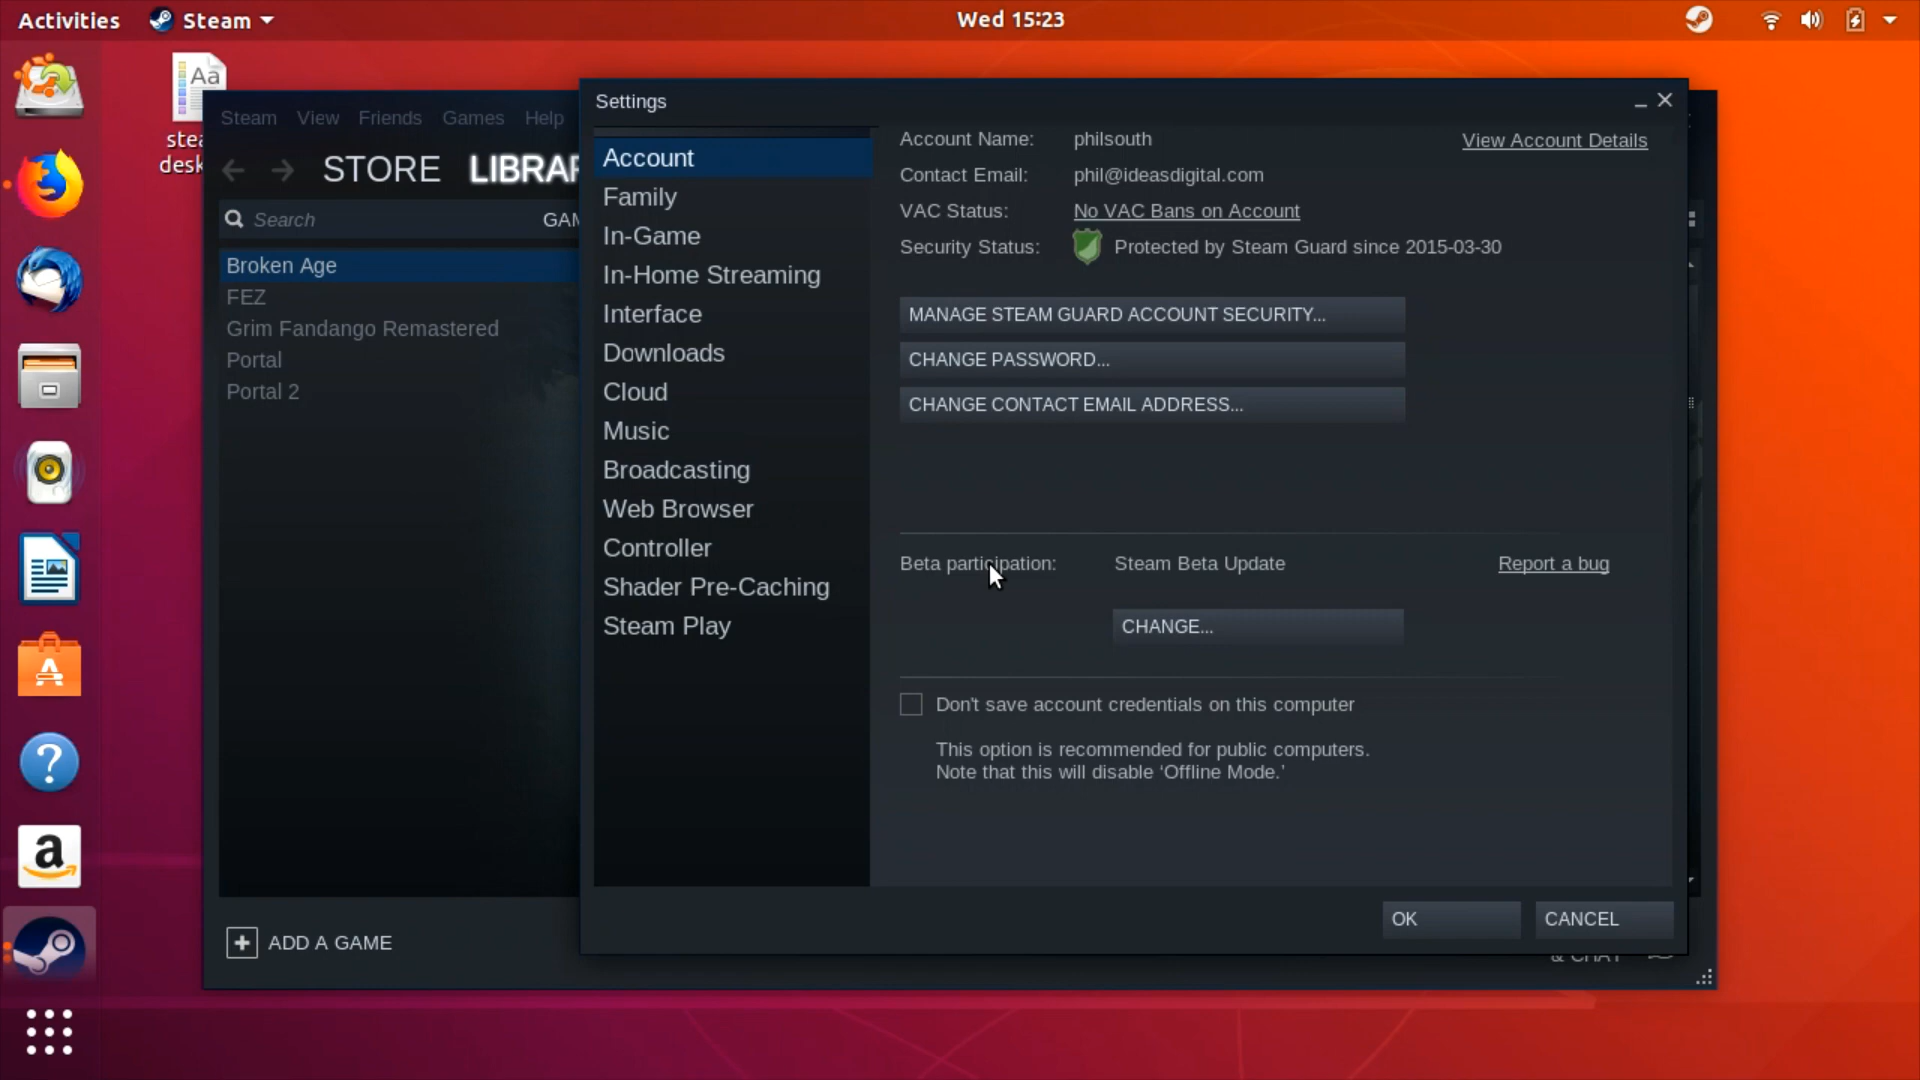 Activities
Steam
Wed 15:23
Aa
stea
desk
Steam View Friends Games Help
STORE LIBRAR
Search
GAM
Broken Age
FEZ
Grim Fandango Remastered
Portal
Portal 2
ADD A GAME
Settings
Account
Family
In-Game
In-Home Streaming
Interface
Downloads
Cloud
Music
Broadcasting
Web Browser
Controller
Shader Pre-Caching
Steam Play
Account Name: philsouth
View Account Details
Contact Email: phil@ideasdigital.com
VAC Status: No VAC Bans on Account
Security Status: Protected by Steam Guard since 2015-03-30
MANAGE STEAM GUARD ACCOUNT SECURITY...
CHANGE PASSWORD...
CHANGE CONTACT EMAIL ADDRESS...
Beta participation: Steam Beta Update
Report a bug
CHANGE...
Don't save account credentials on this computer
This option is recommended for public computers.
Note that this will disable ‘Offline Mode.’
OK
CANCEL
& CHAT